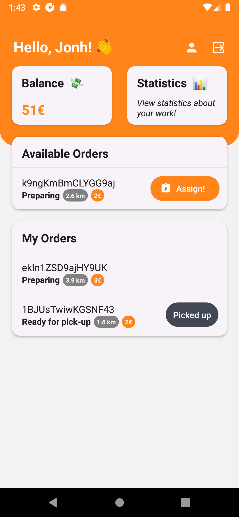 1:43
Hello, Jonh! 👋
Balance 💸
51€
Statistics 📊
View statistics about
your work!
Available Orders
k9ngKmBmCLYGG9aj
Preparing 2.6 km 2€
Assign!
My Orders
ekIn1ZSD9ajHY9UK
Preparing 3.9 km 3€
1BJUsTwiwKGSNF43
Ready for pick-up 1.6 km 2€
Picked up